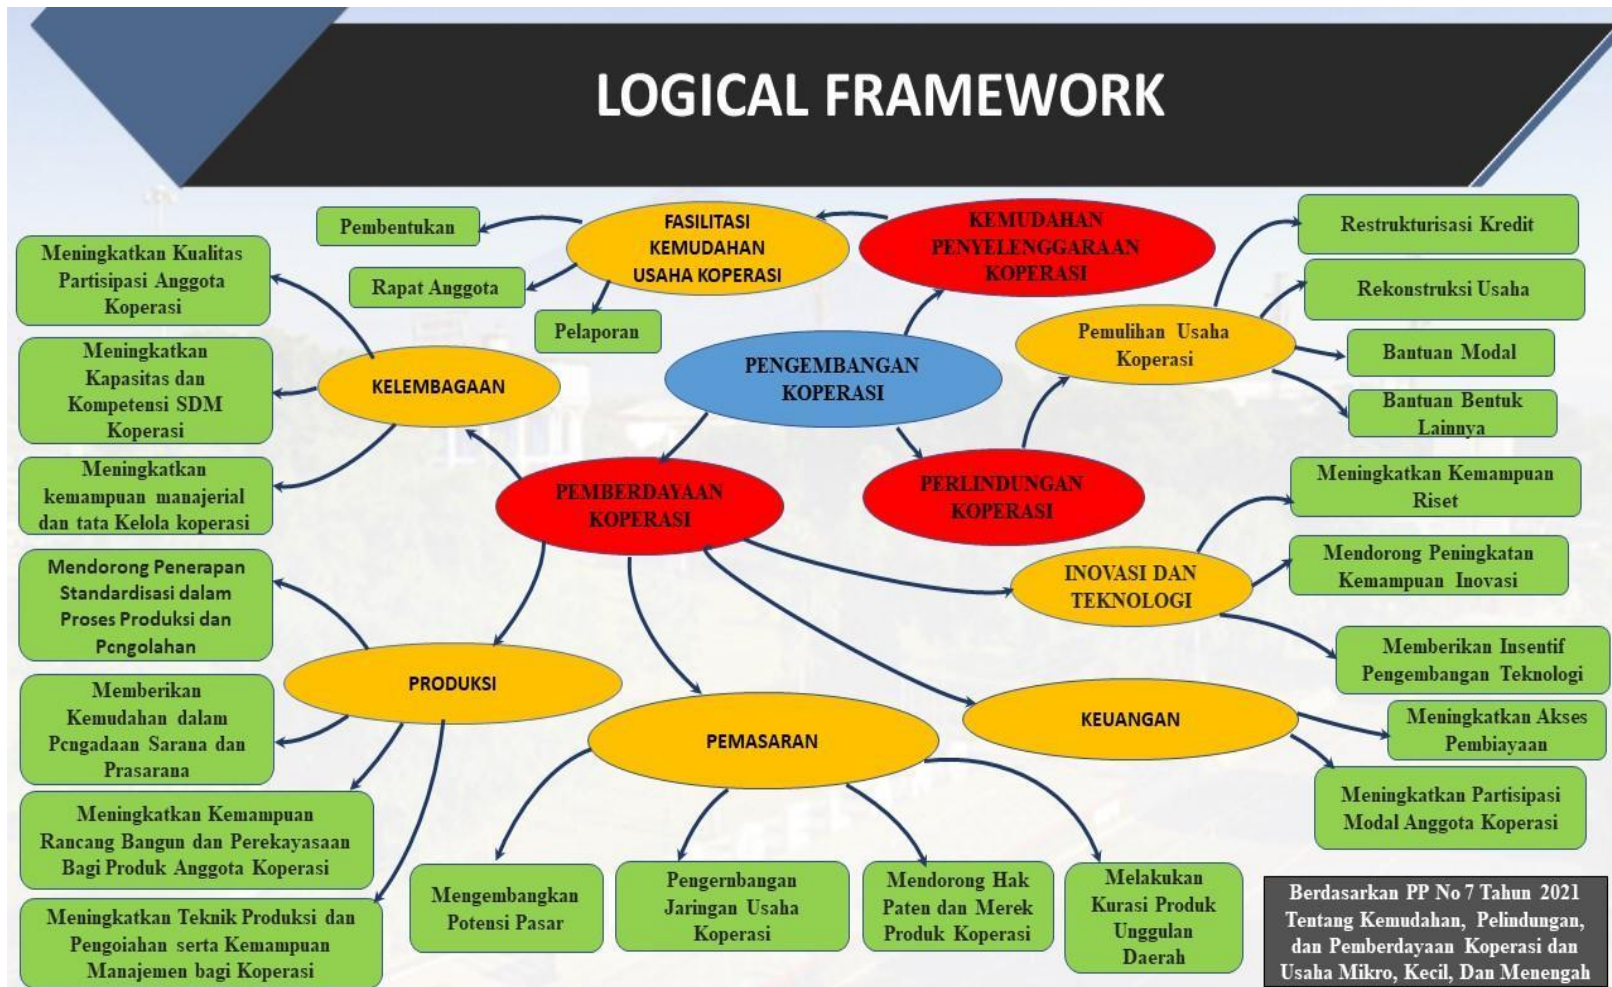 LOGICAL FRAMEWORK
FASILITASI
KEMUDAHAN
USAHA KOPERASI
KEMUDAHAN
PENYELENGGARAAN
KOPERASI
Pembentukan
Rapat Anggota
Pelaporan
Restrukturisasi Kredit
Rekonstruksi Usaha
Bantuan Modal
Bantuan Bentuk
Lainnya
Pemulihan Usaha
Koperasi
PENGEMBANGAN
KOPERASI
PERLINDUNGAN
KOPERASI
PEMBERDAYAAN
KOPERASI
KELEMBAGAAN
Meningkatkan Kualitas
Partisipasi Anggota
Koperasi
Meningkatkan
Kapasitas dan
Kompetensi SDM
Koperasi
Meningkatkan
kemampuan manajerial
dan tata Kelola koperasi
Mendorong Penerapan
Standardisasi dalam
Proses Produksi dan
Pcngolahan
Memberikan
Kemudahan dalam
Pcngadaan Sarana dan
Prasarana
Meningkatkan Kemampuan
Rancang Bangun dan Perekayasaan
Bagi Produk Anggota Koperasi
Meningkatkan Teknik Produksi dan
Pengoiahan serta Kemampuan
Manajemen bagi Koperasi
PRODUKSI
PEMASARAN
Mengembangkan
Potensi Pasar
Pengernbangan
Jaringan Usaha
Koperasi
Mendorong Hak
Paten dan Merek
Produk Koperasi
Melakukan
Kurasi Produk
Unggulan
Daerah
INOVASI DAN
TEKNOLOGI
Meningkatkan Kemampuan
Riset
Mendorong Peningkatan
Kemampuan Inovasi
Memberikan Insentif
Pengembangan Teknologi
KEUANGAN
Meningkatkan Akses
Pembiayaan
Meningkatkan Partisipasi
Modal Anggota Koperasi
Berdasarkan PP No 7 Tahun 2021
Tentang Kemudahan, Pelindungan,
dan Pemberdayaan Koperasi dan
Usaha Mikro, Kecil, Dan Menengah